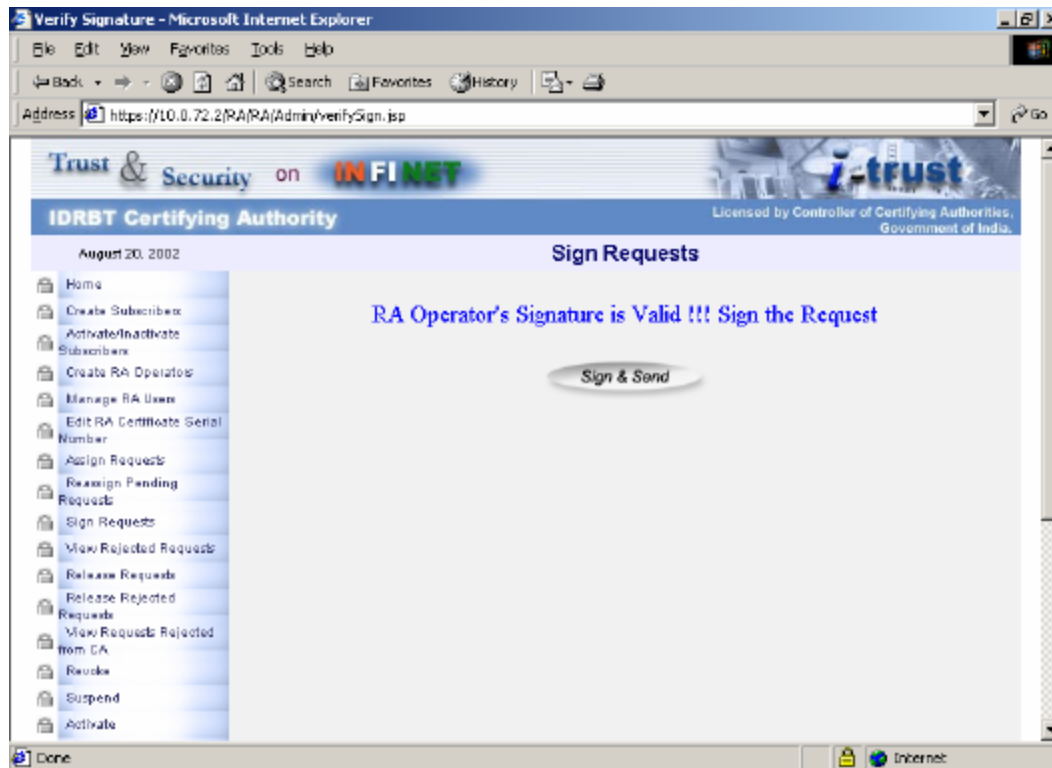 Verify Signature - Microsoft Internet Explorer
File Edit View Favorites Tools Help
Back Search Favorites History
Address https://10.0.72.2/RA/RA/Admin/verifySign.jsp Go
Trust & Security on INFINET
i-trust
IDRBT Certifying Authority
Licensed by Controller of Certifying Authorities,
Government of India.
August 20, 2002
Sign Requests
Home
Create Subscribers
Activate/Inactivate
Subscribers
Create RA Operators
Manage RA Users
Edit RA Certificate Serial
Number
Assign Requests
Reassign Pending
Requests
Sign Requests
View Rejected Requests
Release Requests
Release Rejected
Requests
View Requests Rejected
from CA
Revoke
Suspend
Activate
RA Operator's Signature is Valid !!! Sign the Request
Sign & Send
Done
Internet